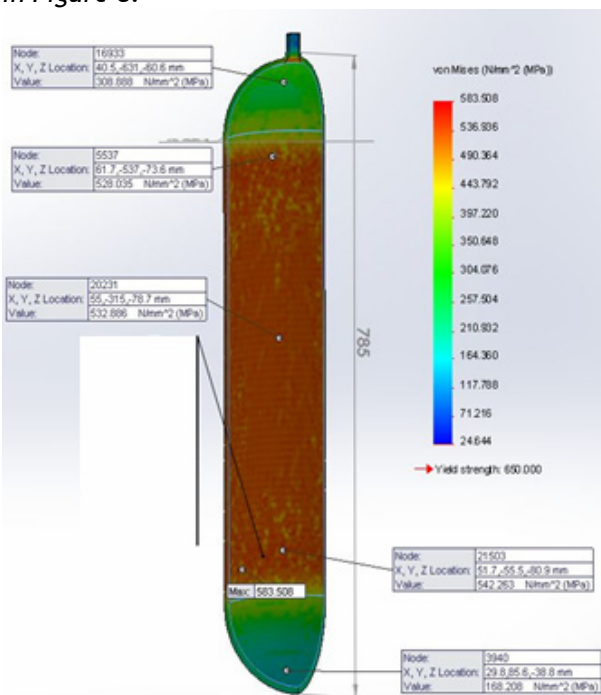 in Figure 8.
Node: 16933
X, Y, Z Location: 40.5,-631,-60.6 mm
Value: 308.888 N/mm^2 (MPa)
von Mises (N/mm^2 (MPa))
583.508
536.936
490.364
443.792
397.220
350.648
304.076
257.504
210.932
164.360
117.788
71.216
24.644
Yield strength: 650.000
Node: 5537
X, Y, Z Location: 61.7,-537,-73.6 mm
Value: 528.035 N/mm^2 (MPa)
Node: 20231
X, Y, Z Location: 55,-315,-78.7 mm
Value: 532.886 N/mm^2 (MPa)
785
Node: 21503
X, Y, Z Location: 51.7,-55.5,-80.9 mm
Value: 542.263 N/mm^2 (MPa)
Max: 583.508
Node: 3940
X, Y, Z Location: 29.8,85.6,-38.8 mm
Value: 168.208 N/mm^2 (MPa)